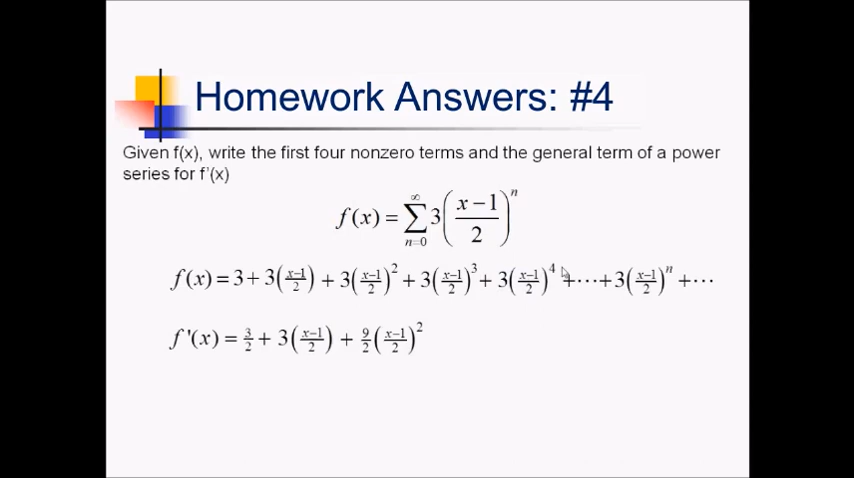 Homework Answers: #4
Given f(x), write the first four nonzero terms and the general term of a power
series for f'(x)
f(x) = ∑_{n=0}^{∞} 3((x−1)/2)^n
f(x) = 3 + 3((x−1)/2) + 3((x−1)/2)^2 + 3((x−1)/2)^3 + 3((x−1)/2)^4 + ⋯ + 3((x−1)/2)^n + ⋯
f'(x) = 3/2 + 3((x−1)/2) + 9/2((x−1)/2)^2